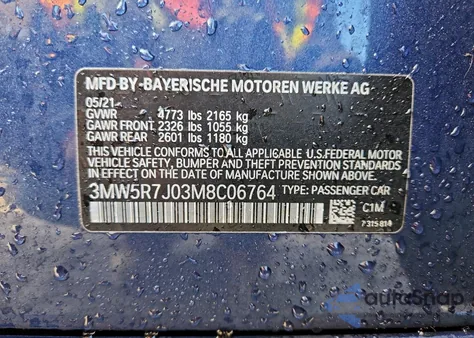 MFD BY-BAYERISCHE MOTOREN WERKE AG
05/21
GVWR 4773 lbs 2165 kg
GAWR FRONT 2326 lbs 1055 kg
GAWR REAR 2601 lbs 1180 kg
THIS VEHICLE CONFORMS TO ALL APPLICABLE U.S.FEDERAL MOTOR
VEHICLE SAFETY, BUMPER AND THEFT PREVENTION STANDARDS
IN EFFECT ON THE DATE OF MANUFACTURE SHOWN ABOVE.
3MW5R7J03M8C06764 TYPE: PASSENGER CAR
C1M
7315814
autoSnap